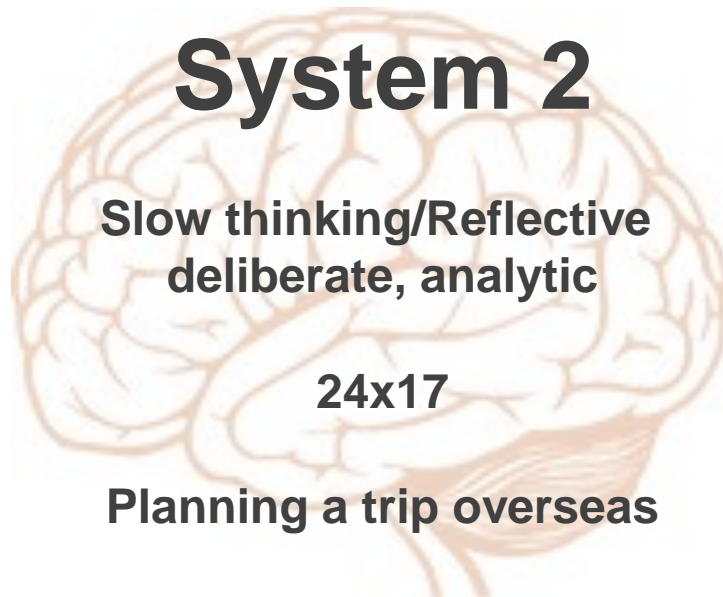 System 2
Slow thinking/Reflective
deliberate, analytic
24x17
Planning a trip overseas